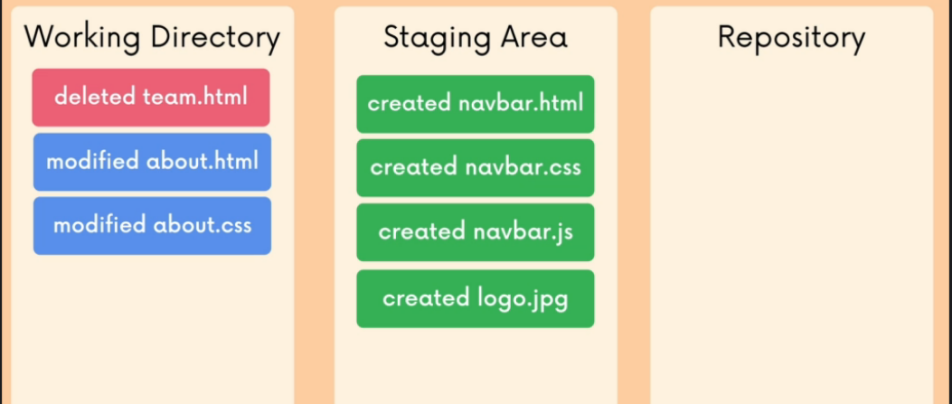 Working Directory
deleted team.html
modified about.html
modified about.css
Staging Area
created navbar.html
created navbar.css
created navbar.js
created logo.jpg
Repository